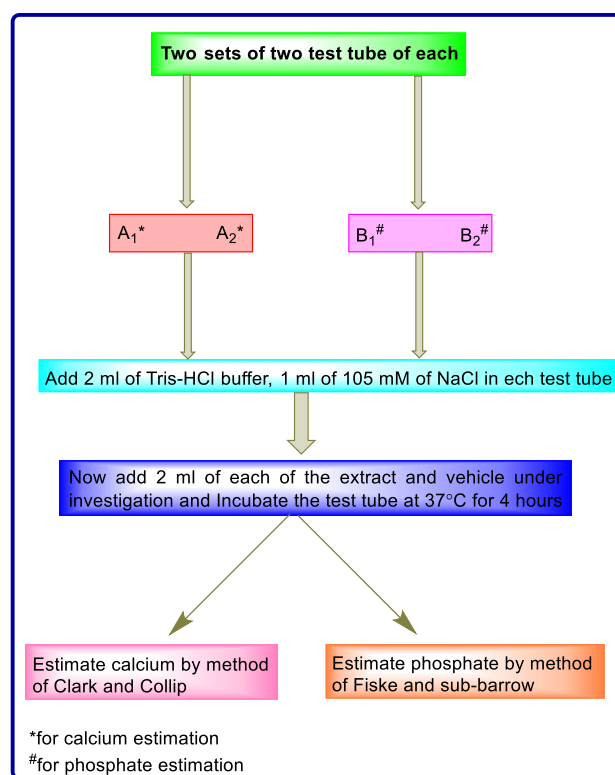 Two sets of two test tube of each
A₁* A₂*
B₁# B₂#
Add 2 ml of Tris-HCl buffer, 1 ml of 105 mM of NaCl in ech test tube
Now add 2 ml of each of the extract and vehicle under
investigation and Incubate the test tube at 37°C for 4 hours
Estimate calcium by method
of Clark and Collip
Estimate phosphate by method
of Fiske and sub-barrow
*for calcium estimation
#for phosphate estimation